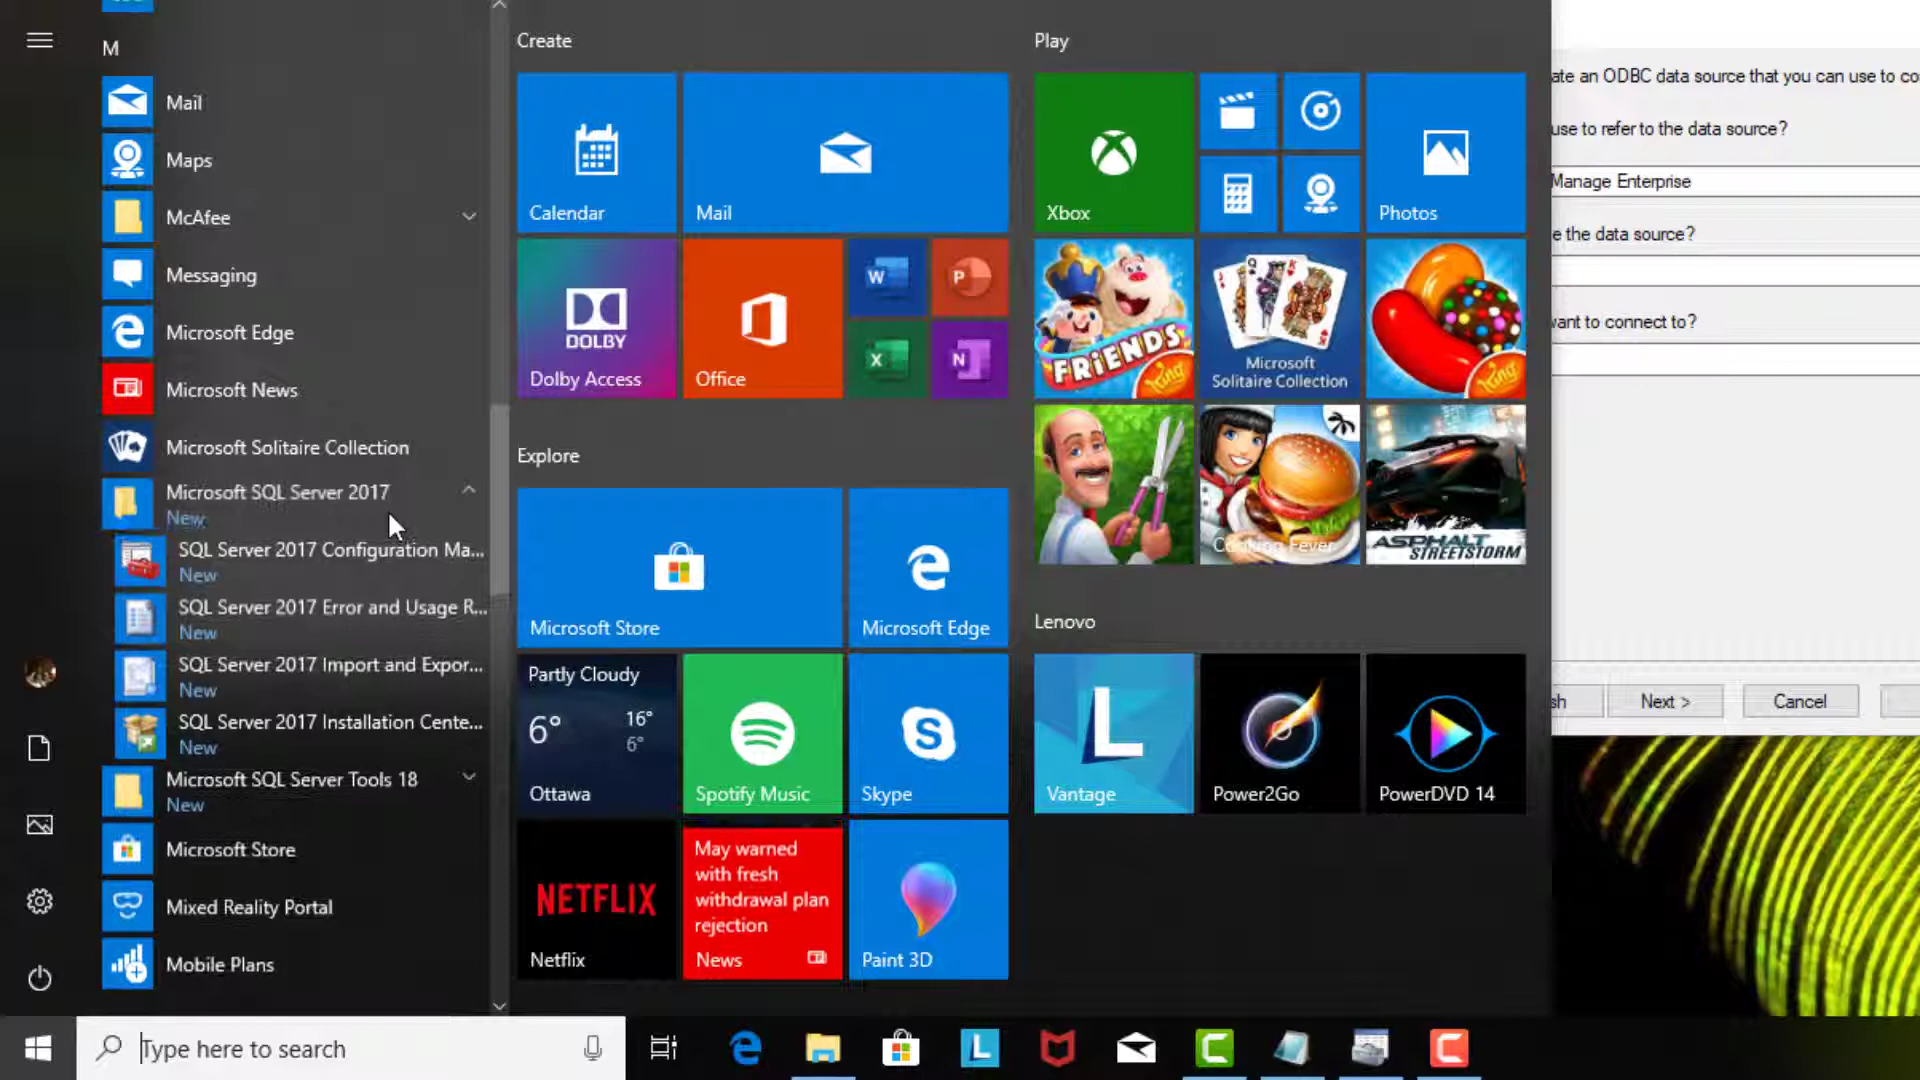 M
Mail
Maps
McAfee
Messaging
Microsoft Edge
Microsoft News
Microsoft Solitaire Collection
Microsoft SQL Server 2017
New
SQL Server 2017 Configuration Ma...
New
SQL Server 2017 Error and Usage R...
New
SQL Server 2017 Import and Expor...
New
SQL Server 2017 Installation Cente...
New
Microsoft SQL Server Tools 18
New
Microsoft Store
Mixed Reality Portal
Mobile Plans
Create
Calendar
Mail
DOLBY
Dolby Access
Office
W
P
X
N
Explore
Microsoft Store
Microsoft Edge
Partly Cloudy
6°
16°
6°
Ottawa
Spotify Music
Skype
NETFLIX
Netflix
May warned
with fresh
withdrawal plan
rejection
News
Paint 3D
Play
Xbox
Photos
FRiENDS
King
J
Q
K
Microsoft
Solitaire Collection
King
Cooking Fever
ASPHALT
STREETSTORM
Lenovo
L
Vantage
Power2Go
PowerDVD 14
ate an ODBC data source that you can use to co
use to refer to the data source?
Manage Enterprise
e the data source?
want to connect to?
sh
Next >
Cancel
Type here to search
L